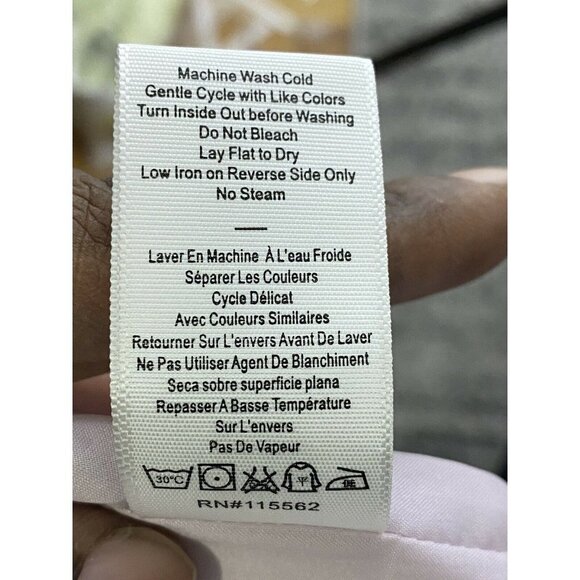 Machine Wash Cold
Gentle Cycle with Like Colors
Turn Inside Out before Washing
Do Not Bleach
Lay Flat to Dry
Low Iron on Reverse Side Only
No Steam
Laver En Machine À L'eau Froide
Séparer Les Couleurs
Cycle Délicat
Avec Couleurs Similaires
Retourner Sur L'envers Avant De Laver
Ne Pas Utiliser Agent De Blanchiment
Seca sobre superficie plana
Repasser A Basse Température
Sur L'envers
Pas De Vapeur
30°C
RN#115562